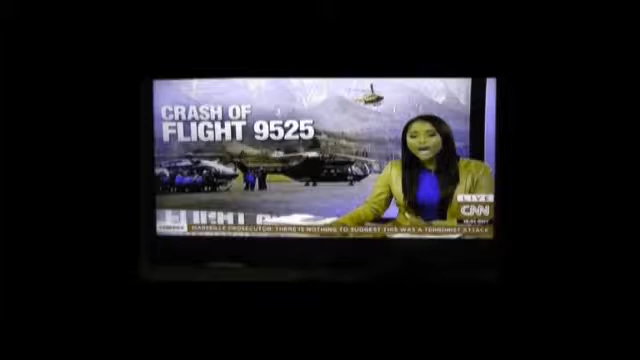 CRASH OF
FLIGHT 9525
LIVE
CNN
MARSEILLE PROSECUTOR: THERE IS NOTHING TO SUGGEST THIS WAS A TERRORIST ATTACK